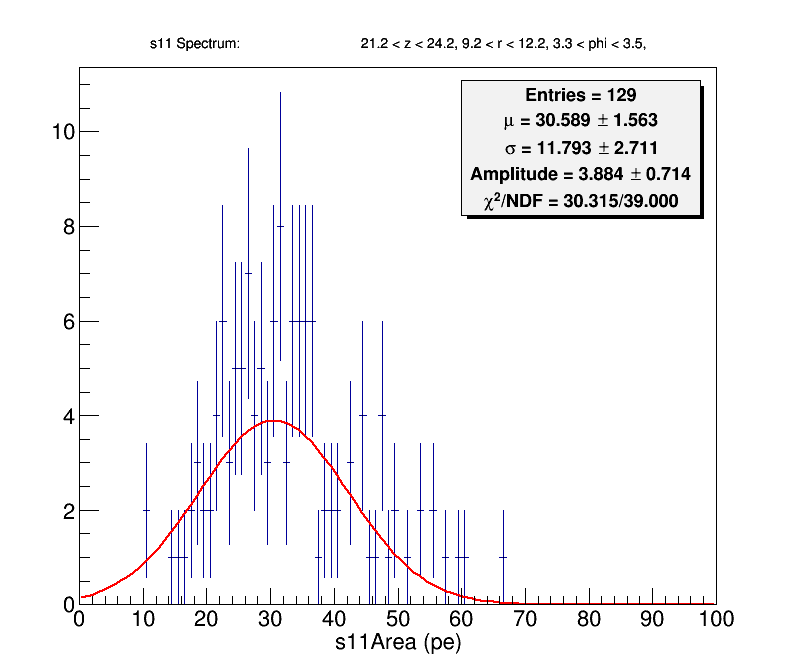 s11 Spectrum: 21.2 < z < 24.2, 9.2 < r < 12.2, 3.3 < phi < 3.5,
Entries = 129
μ = 30.589 ± 1.563
σ = 11.793 ± 2.711
Amplitude = 3.884 ± 0.714
χ²/NDF = 30.315/39.000
10
8
6
4
2
0
0 10 20 30 40 50 60 70 80 90 100
s11Area (pe)